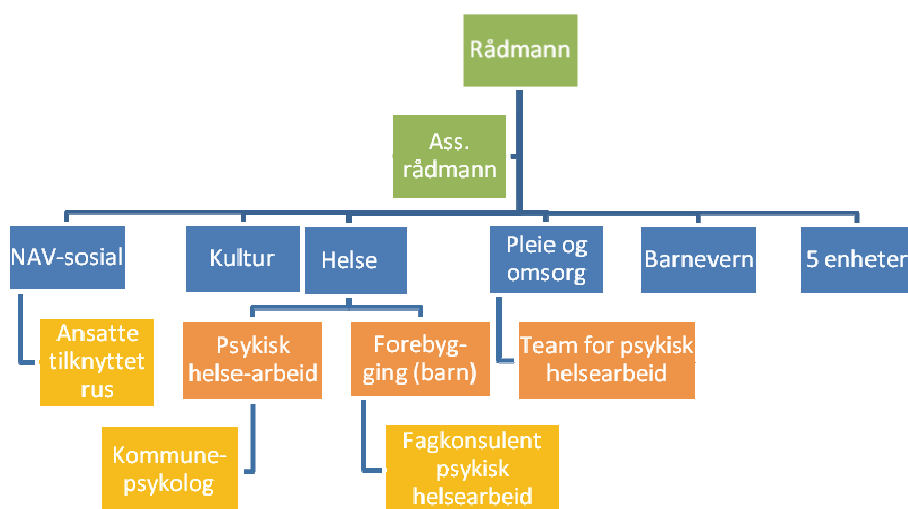 Rådmann
Ass.
rådmann
NAV-sosial
Kultur
Helse
Pleie og
omsorg
Barnevern
5 enheter
Ansatte
tilknyttet
rus
Psykisk
helse-arbeid
Forebyg-
ging (barn)
Team for psykisk
helsearbeid
Kommune-
psykolog
Fagkonsulent
psykisk
helsearbeid